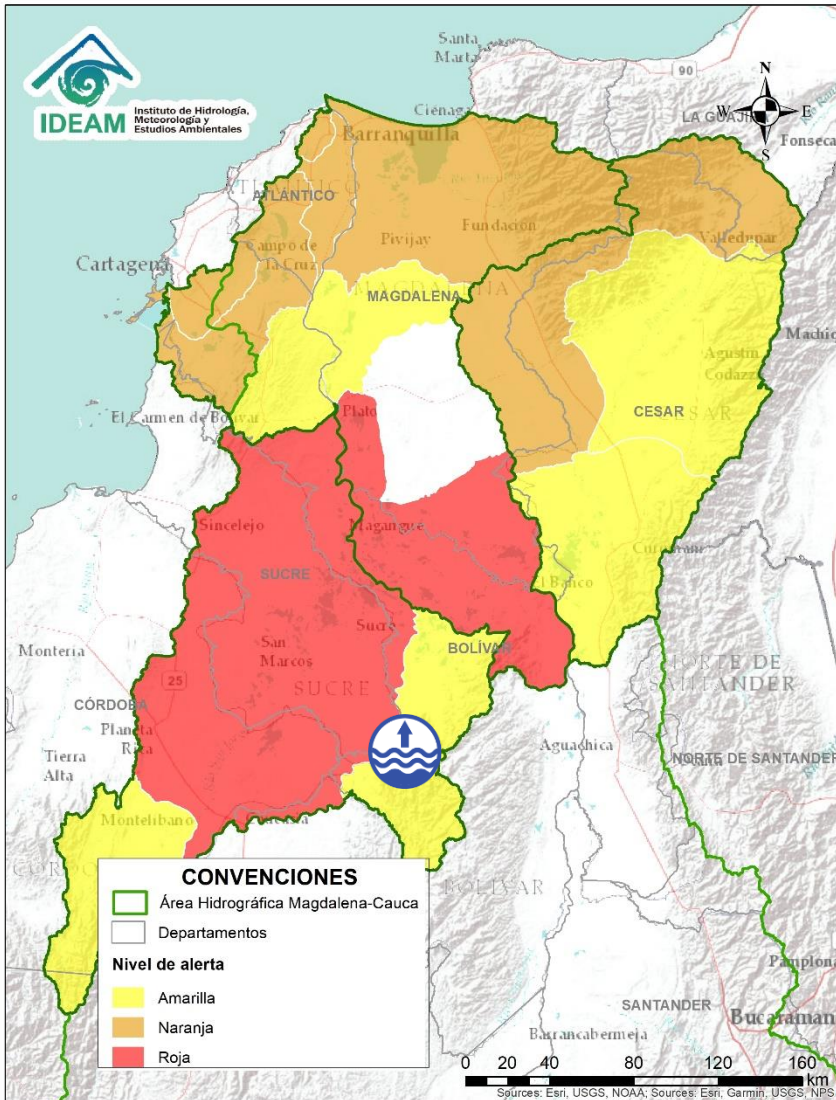 Santa
Marta
90
N
W
E
S
LA GUAJI
Fonseca
IDEAM
Instituto de Hidrología,
Meteorología y
Estudios Ambientales
Ciénaga
Barranquilla
ATLÁNTICO
Cartagena
Campo de
la Cruz
Pivijay
Fundación
Valledupar
MAGDALENA
Agustín
Codazzi
CESAR
El Carmen de Bolívar
Plato
Sincelejo
Magangué
SUCRE
El Banco
Montería
San
Marcos
Sucre
BOLÍVAR
SUCRE
NORTE DE
SANTANDER
25
CÓRDOBA
Planeta
Rica
Tierra
Alta
Aguachica
NORTE DE SANTANDER
Montelíbano
BOLÍVAR
CONVENCIONES
Área Hidrográfica Magdalena-Cauca
Departamentos
Nivel de alerta
Amarilla
Naranja
Roja
Pamplona
SANTANDER
Bucaraman
Barrancabermeja
0 20 40 80 120 160
km
Sources: Esri, USGS, NOAA; Sources: Esri, Garmin, USGS, NPS